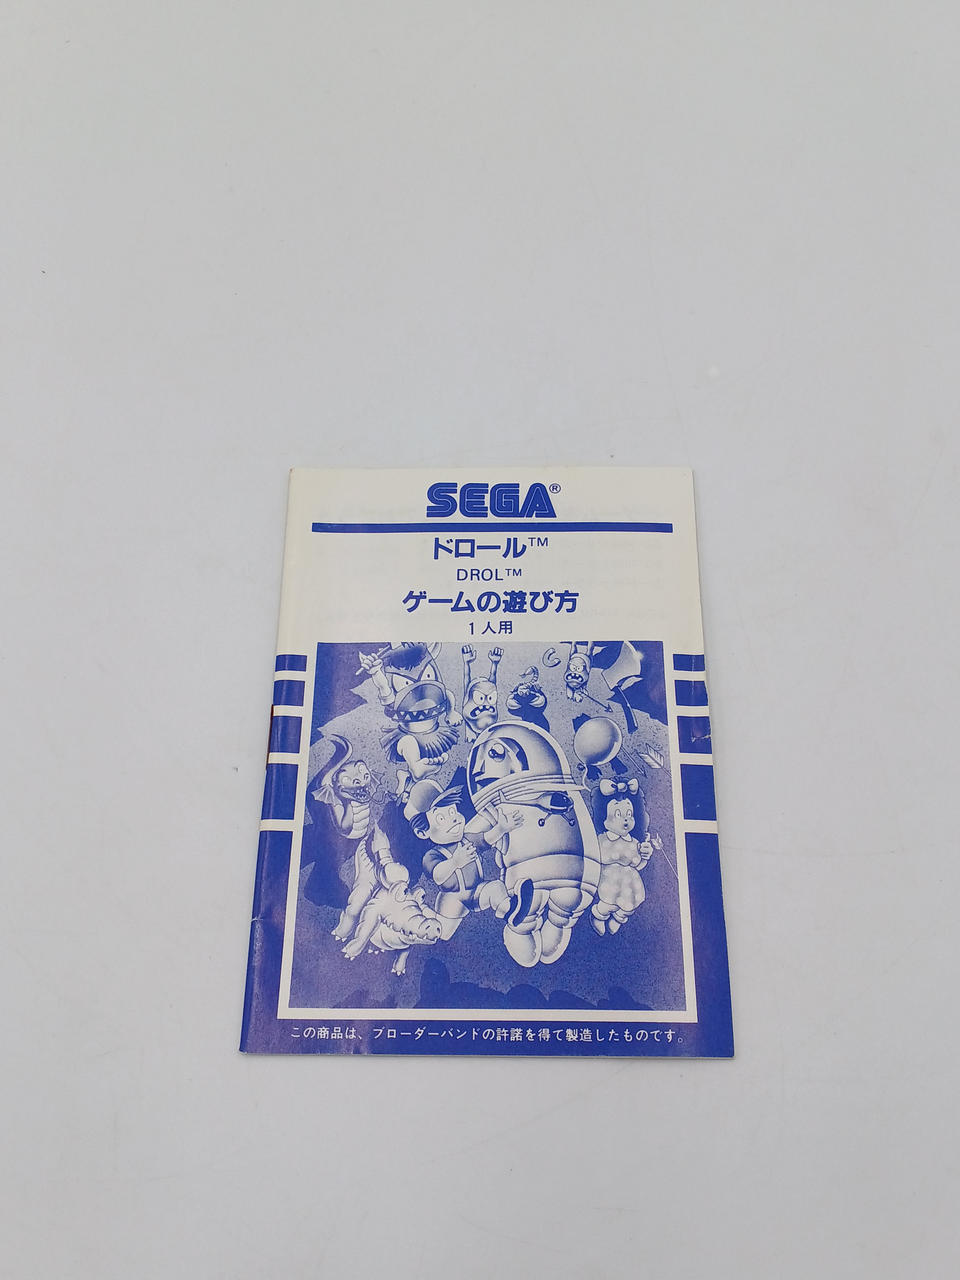 SEGA®
ドロール™
DROL™
ゲームの遊び方
1人用
この商品は、ブローダーバンドの許諾を得て製造したものです。